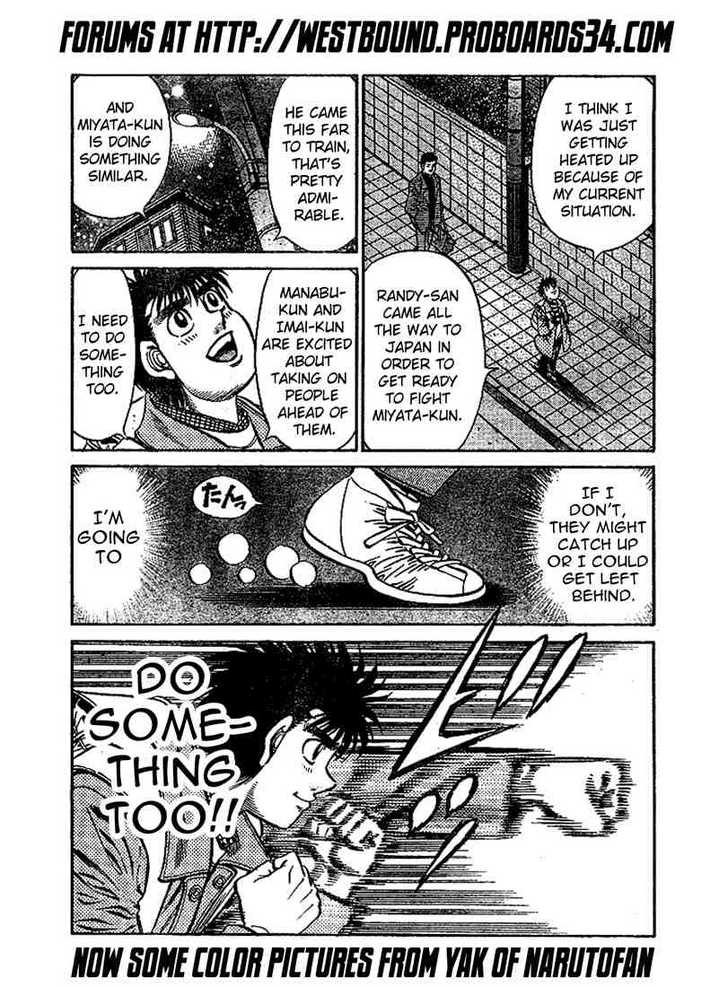 FORUMS AT HTTP://WESTBOUND.PROBOARDS34.COM
I THINK I
WAS JUST
GETTING
HEATED UP
BECAUSE OF
MY CURRENT
SITUATION.
RANDY-SAN
CAME ALL
THE WAY TO
JAPAN IN
ORDER TO
GET READY
TO FIGHT
MIYATA-KUN.
HE CAME
THIS FAR
TO TRAIN,
THAT'S
PRETTY
ADMI-
RABLE.
AND
MIYATA-KUN
IS DOING
SOMETHING
SIMILAR.
MANABU-
KUN AND
IMAI-KUN
ARE EXCITED
ABOUT
TAKING ON
PEOPLE
AHEAD OF
THEM.
I NEED
TO DO
SOME-
THING
TOO.
IF I
DON'T,
THEY MIGHT
CATCH UP
OR I COULD
GET LEFT
BEHIND.
たんっ
I'M
GOING
TO
ビッ
DO
SOME-
THING
TOO!!
NOW SOME COLOR PICTURES FROM YAK OF NARUTOFAN